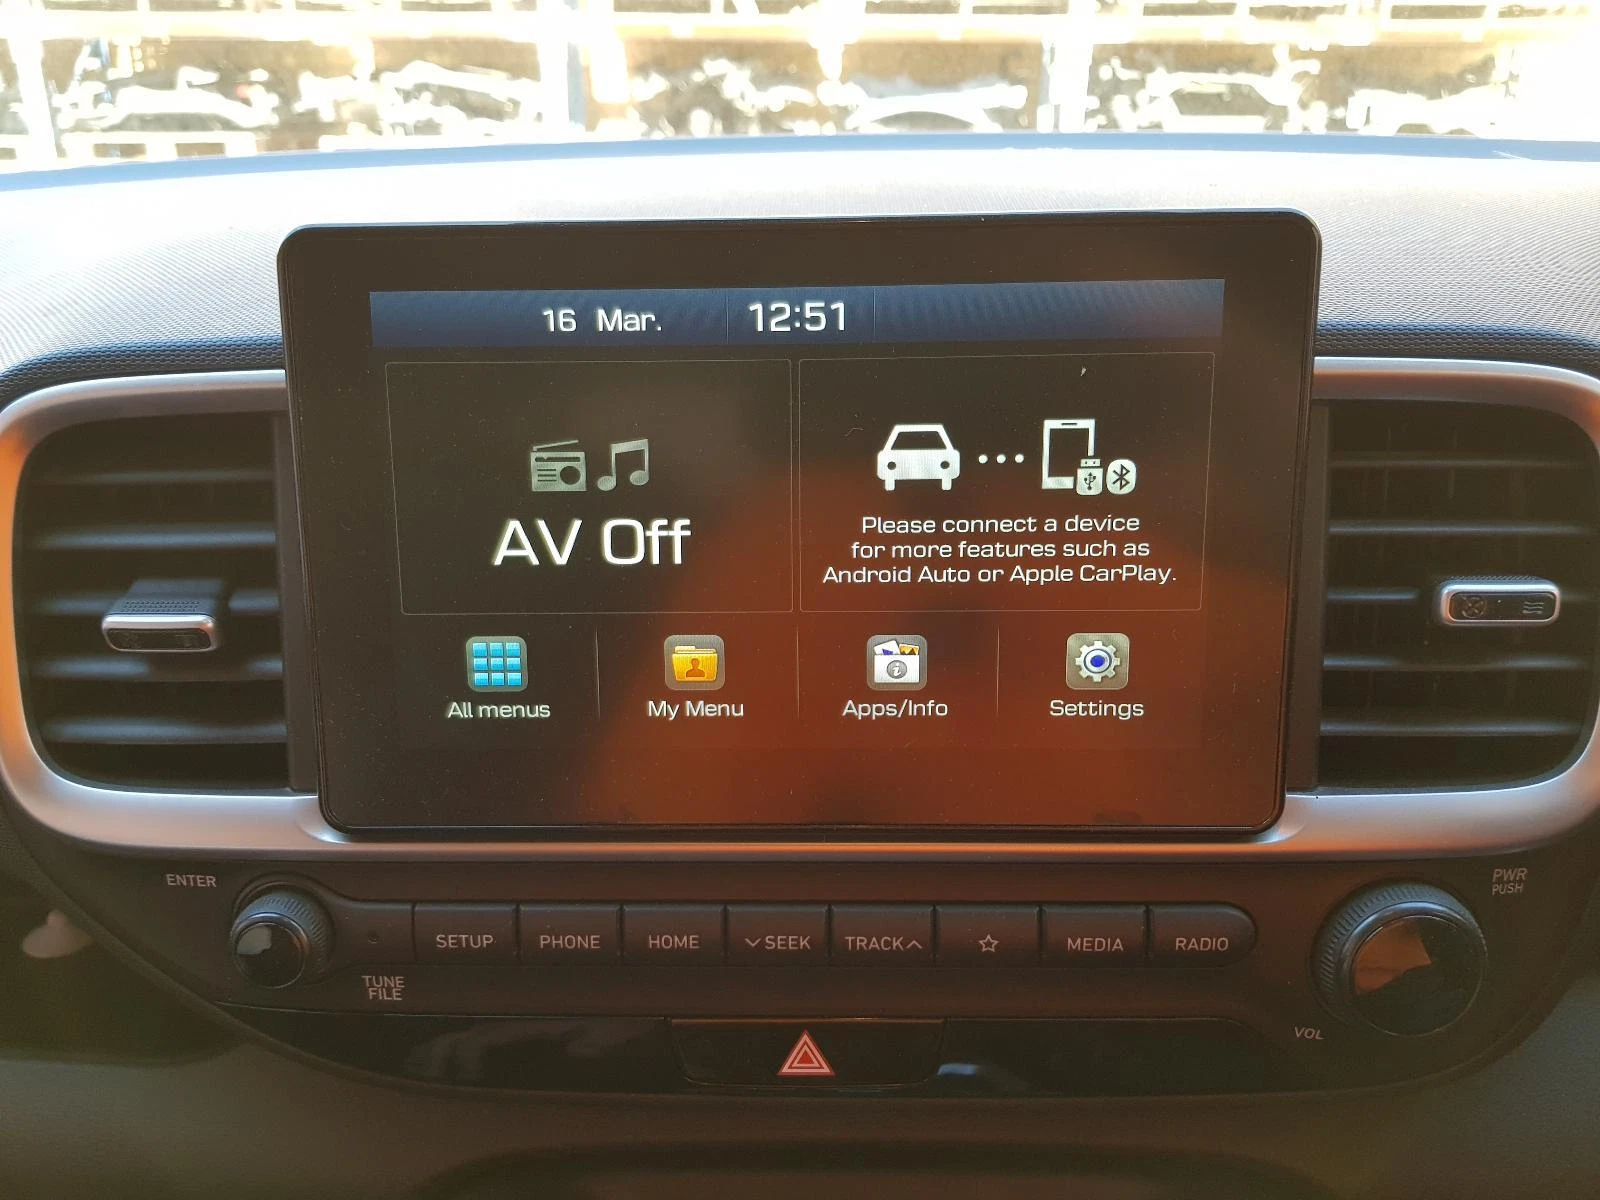 16 Mar. 12:51
AV Off
Please connect a device
for more features such as
Android Auto or Apple CarPlay.
All menus
My Menu
Apps/Info
Settings
ENTER
TUNE
FILE
SETUP
PHONE
HOME
SEEK
TRACK
MEDIA
RADIO
PWR
PUSH
VOL